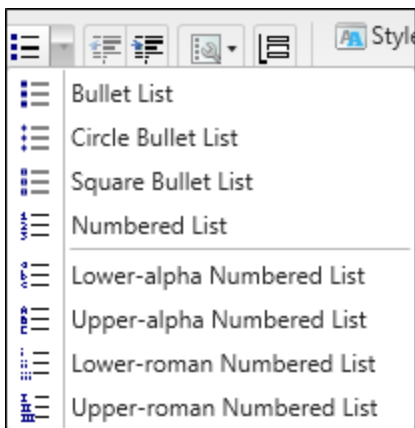 Style
Bullet List
Circle Bullet List
Square Bullet List
Numbered List
Lower-alpha Numbered List
Upper-alpha Numbered List
Lower-roman Numbered List
Upper-roman Numbered List